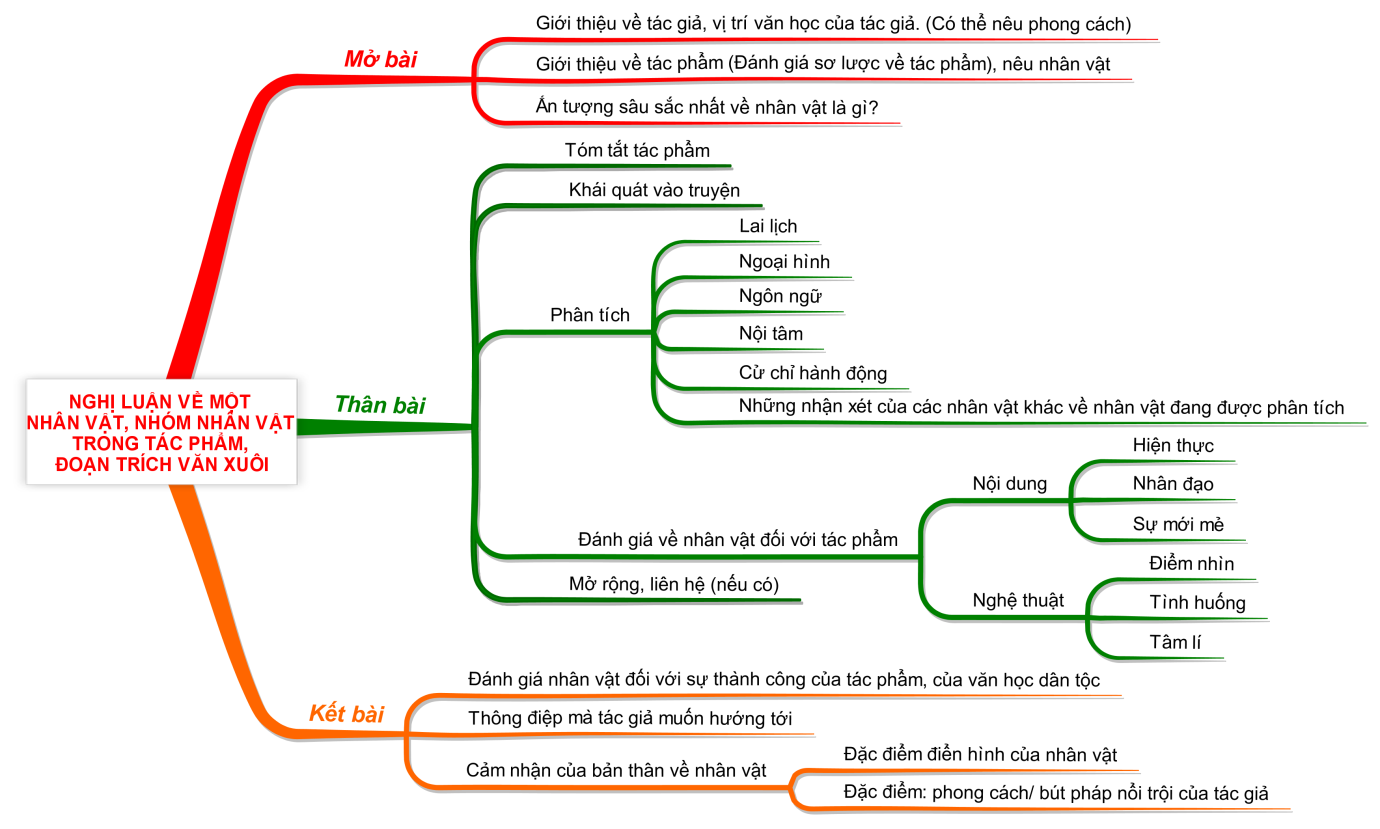 Giới thiệu về tác giả, vị trí văn học của tác giả. (Có thể nêu phong cách)
Mở bài
Giới thiệu về tác phẩm (Đánh giá sơ lược về tác phẩm), nêu nhân vật
Ấn tượng sâu sắc nhất về nhân vật là gì?
Tóm tắt tác phẩm
Khái quát vào truyện
Lai lịch
Ngoại hình
Ngôn ngữ
Phân tích
Nội tâm
Cử chỉ hành động
Những nhận xét của các nhân vật khác về nhân vật đang được phân tích
NGHỊ LUẬN VỀ MỘT
NHÂN VẬT, NHÓM NHÂN VẬT
TRONG TÁC PHẨM,
ĐOẠN TRÍCH VĂN XUÔI
Thân bài
Hiện thực
Nội dung
Nhân đạo
Sự mới mẻ
Đánh giá về nhân vật đối với tác phẩm
Điểm nhìn
Nghệ thuật
Tình huống
Tâm lí
Mở rộng, liên hệ (nếu có)
Đánh giá nhân vật đối với sự thành công của tác phẩm, của văn học dân tộc
Kết bài
Thông điệp mà tác giả muốn hướng tới
Cảm nhận của bản thân về nhân vật
Đặc điểm điển hình của nhân vật
Đặc điểm: phong cách/ bút pháp nổi trội của tác giả